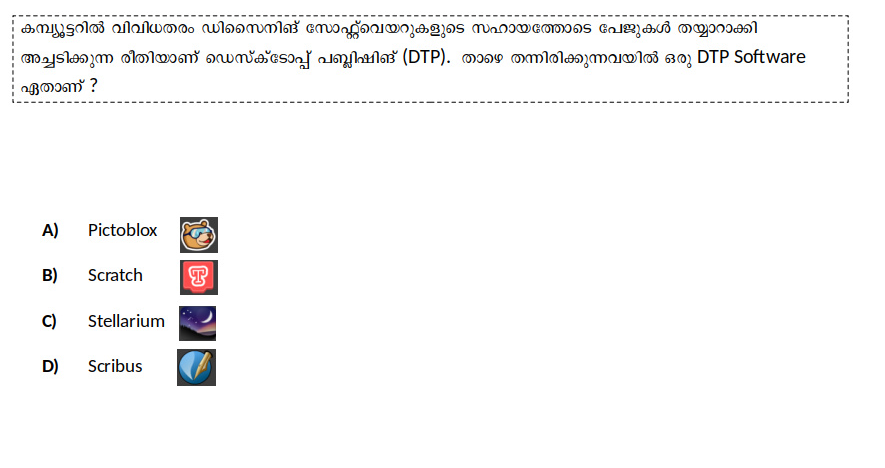 കമ്പ്യൂട്ടറിൽ വിവിധതരം ഡിസൈനിങ് സോഫ്റ്റ്‌വെയറുകളുടെ സഹായത്തോടെ പേജുകൾ തയ്യാറാക്കി
അച്ചടിക്കുന്ന രീതിയാണ് ഡെസ്ക്ടോപ്പ് പബ്ലിഷിങ് (DTP). താഴെ തന്നിരിക്കുന്നവയിൽ ഒരു DTP Software
ഏതാണ് ?
A) Pictoblox
B) Scratch
C) Stellarium
D) Scribus